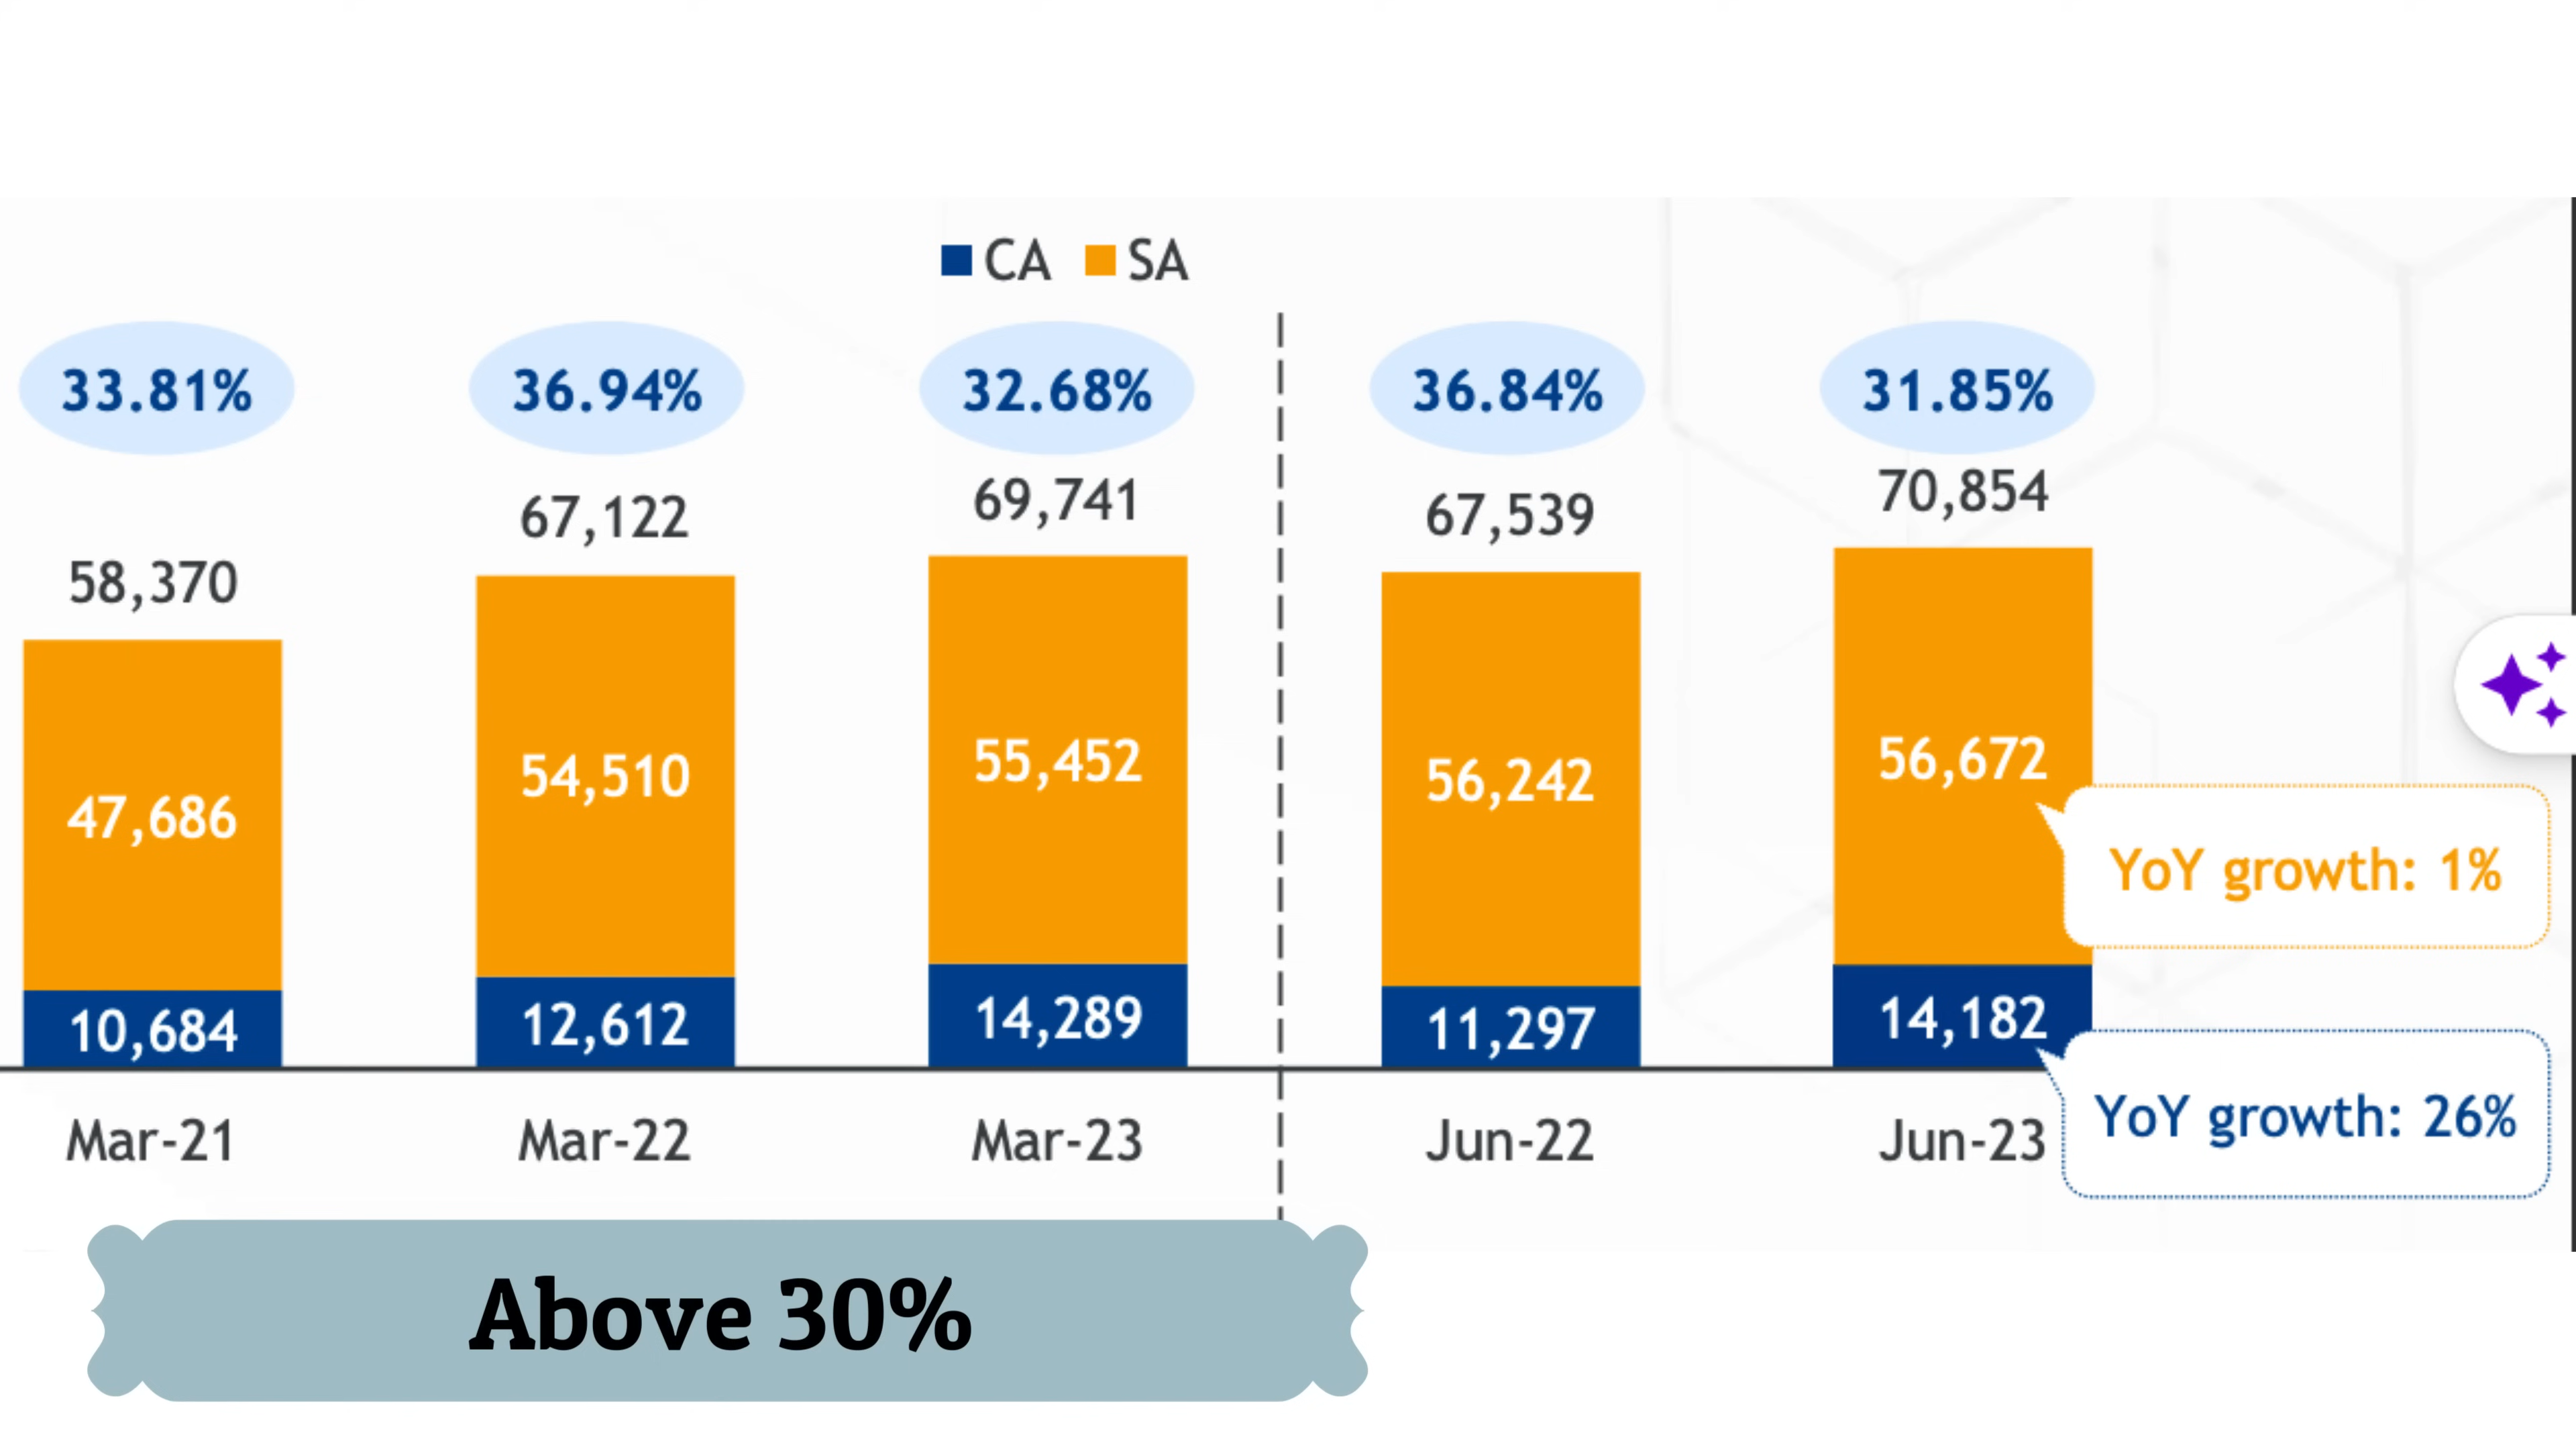 CA SA
33.81% 36.94% 32.68% 36.84% 31.85%
58,370 67,122 69,741 67,539 70,854
47,686 54,510 55,452 56,242 56,672
YoY growth: 1%
10,684 12,612 14,289 11,297 14,182
YoY growth: 26%
Mar-21 Mar-22 Mar-23 Jun-22 Jun-23
Above 30%